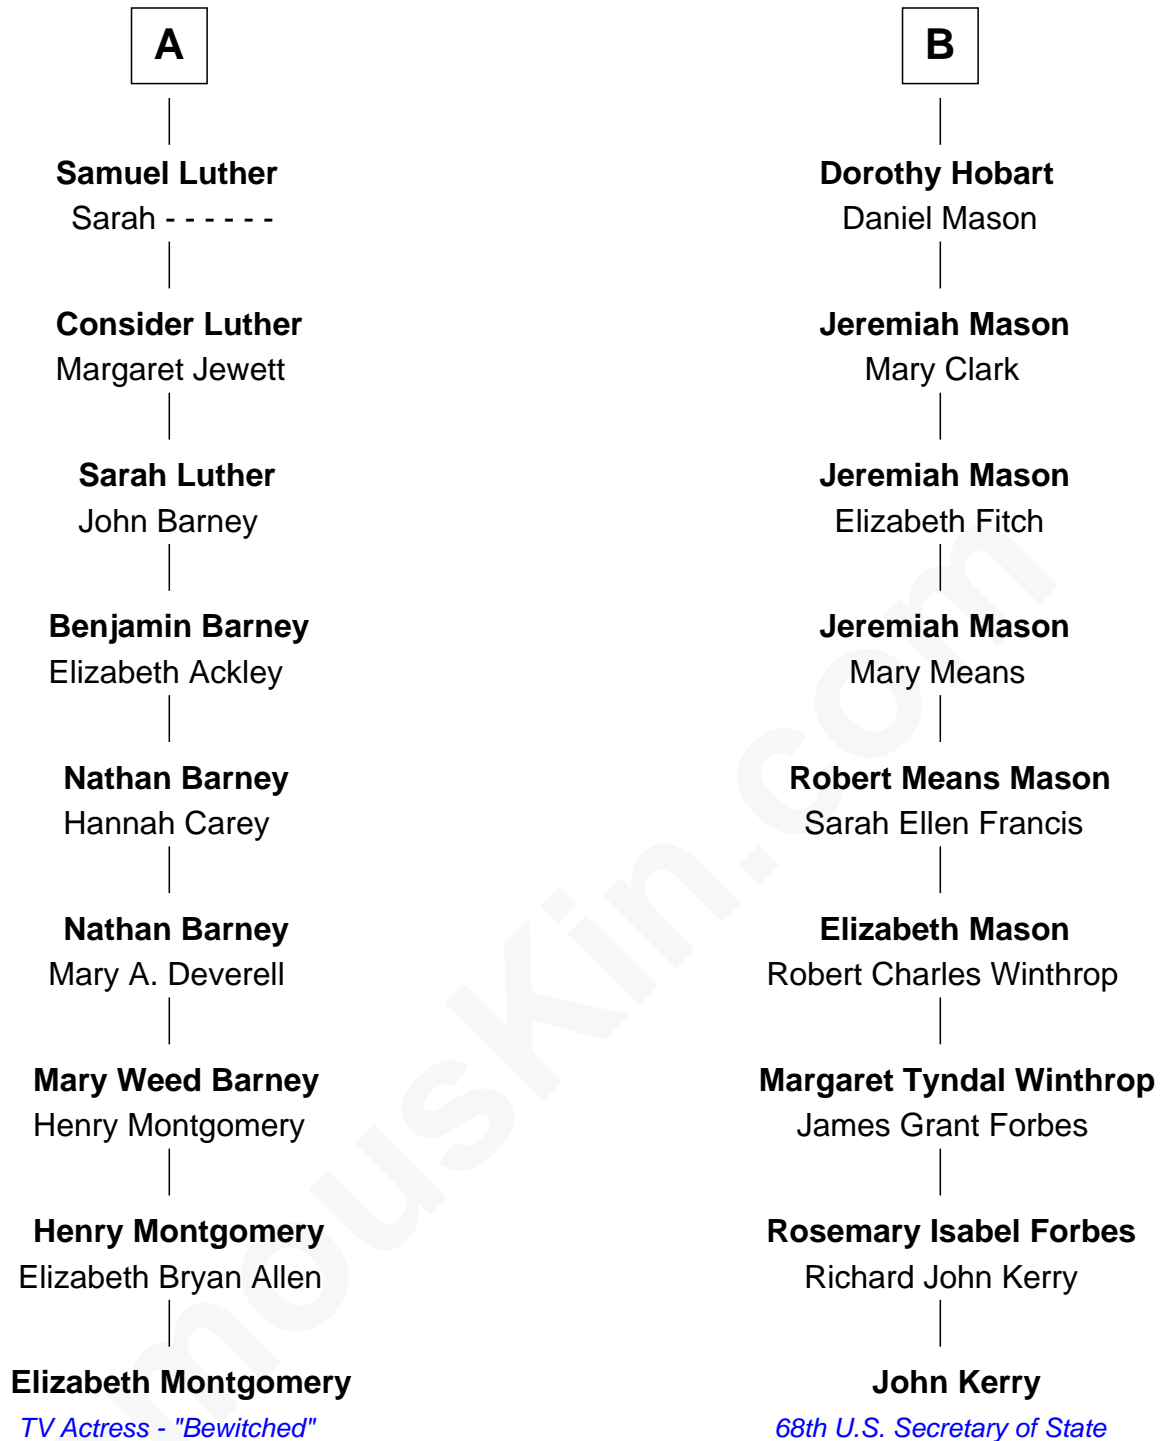 A
Samuel Luther
Sarah - - - - - -
Consider Luther
Margaret Jewett
Sarah Luther
John Barney
Benjamin Barney
Elizabeth Ackley
Nathan Barney
Hannah Carey
Nathan Barney
Mary A. Deverell
Mary Weed Barney
Henry Montgomery
Henry Montgomery
Elizabeth Bryan Allen
Elizabeth Montgomery
TV Actress - "Bewitched"
B
Dorothy Hobart
Daniel Mason
Jeremiah Mason
Mary Clark
Jeremiah Mason
Elizabeth Fitch
Jeremiah Mason
Mary Means
Robert Means Mason
Sarah Ellen Francis
Elizabeth Mason
Robert Charles Winthrop
Margaret Tyndal Winthrop
James Grant Forbes
Rosemary Isabel Forbes
Richard John Kerry
John Kerry
68th U.S. Secretary of State
mouskin.com